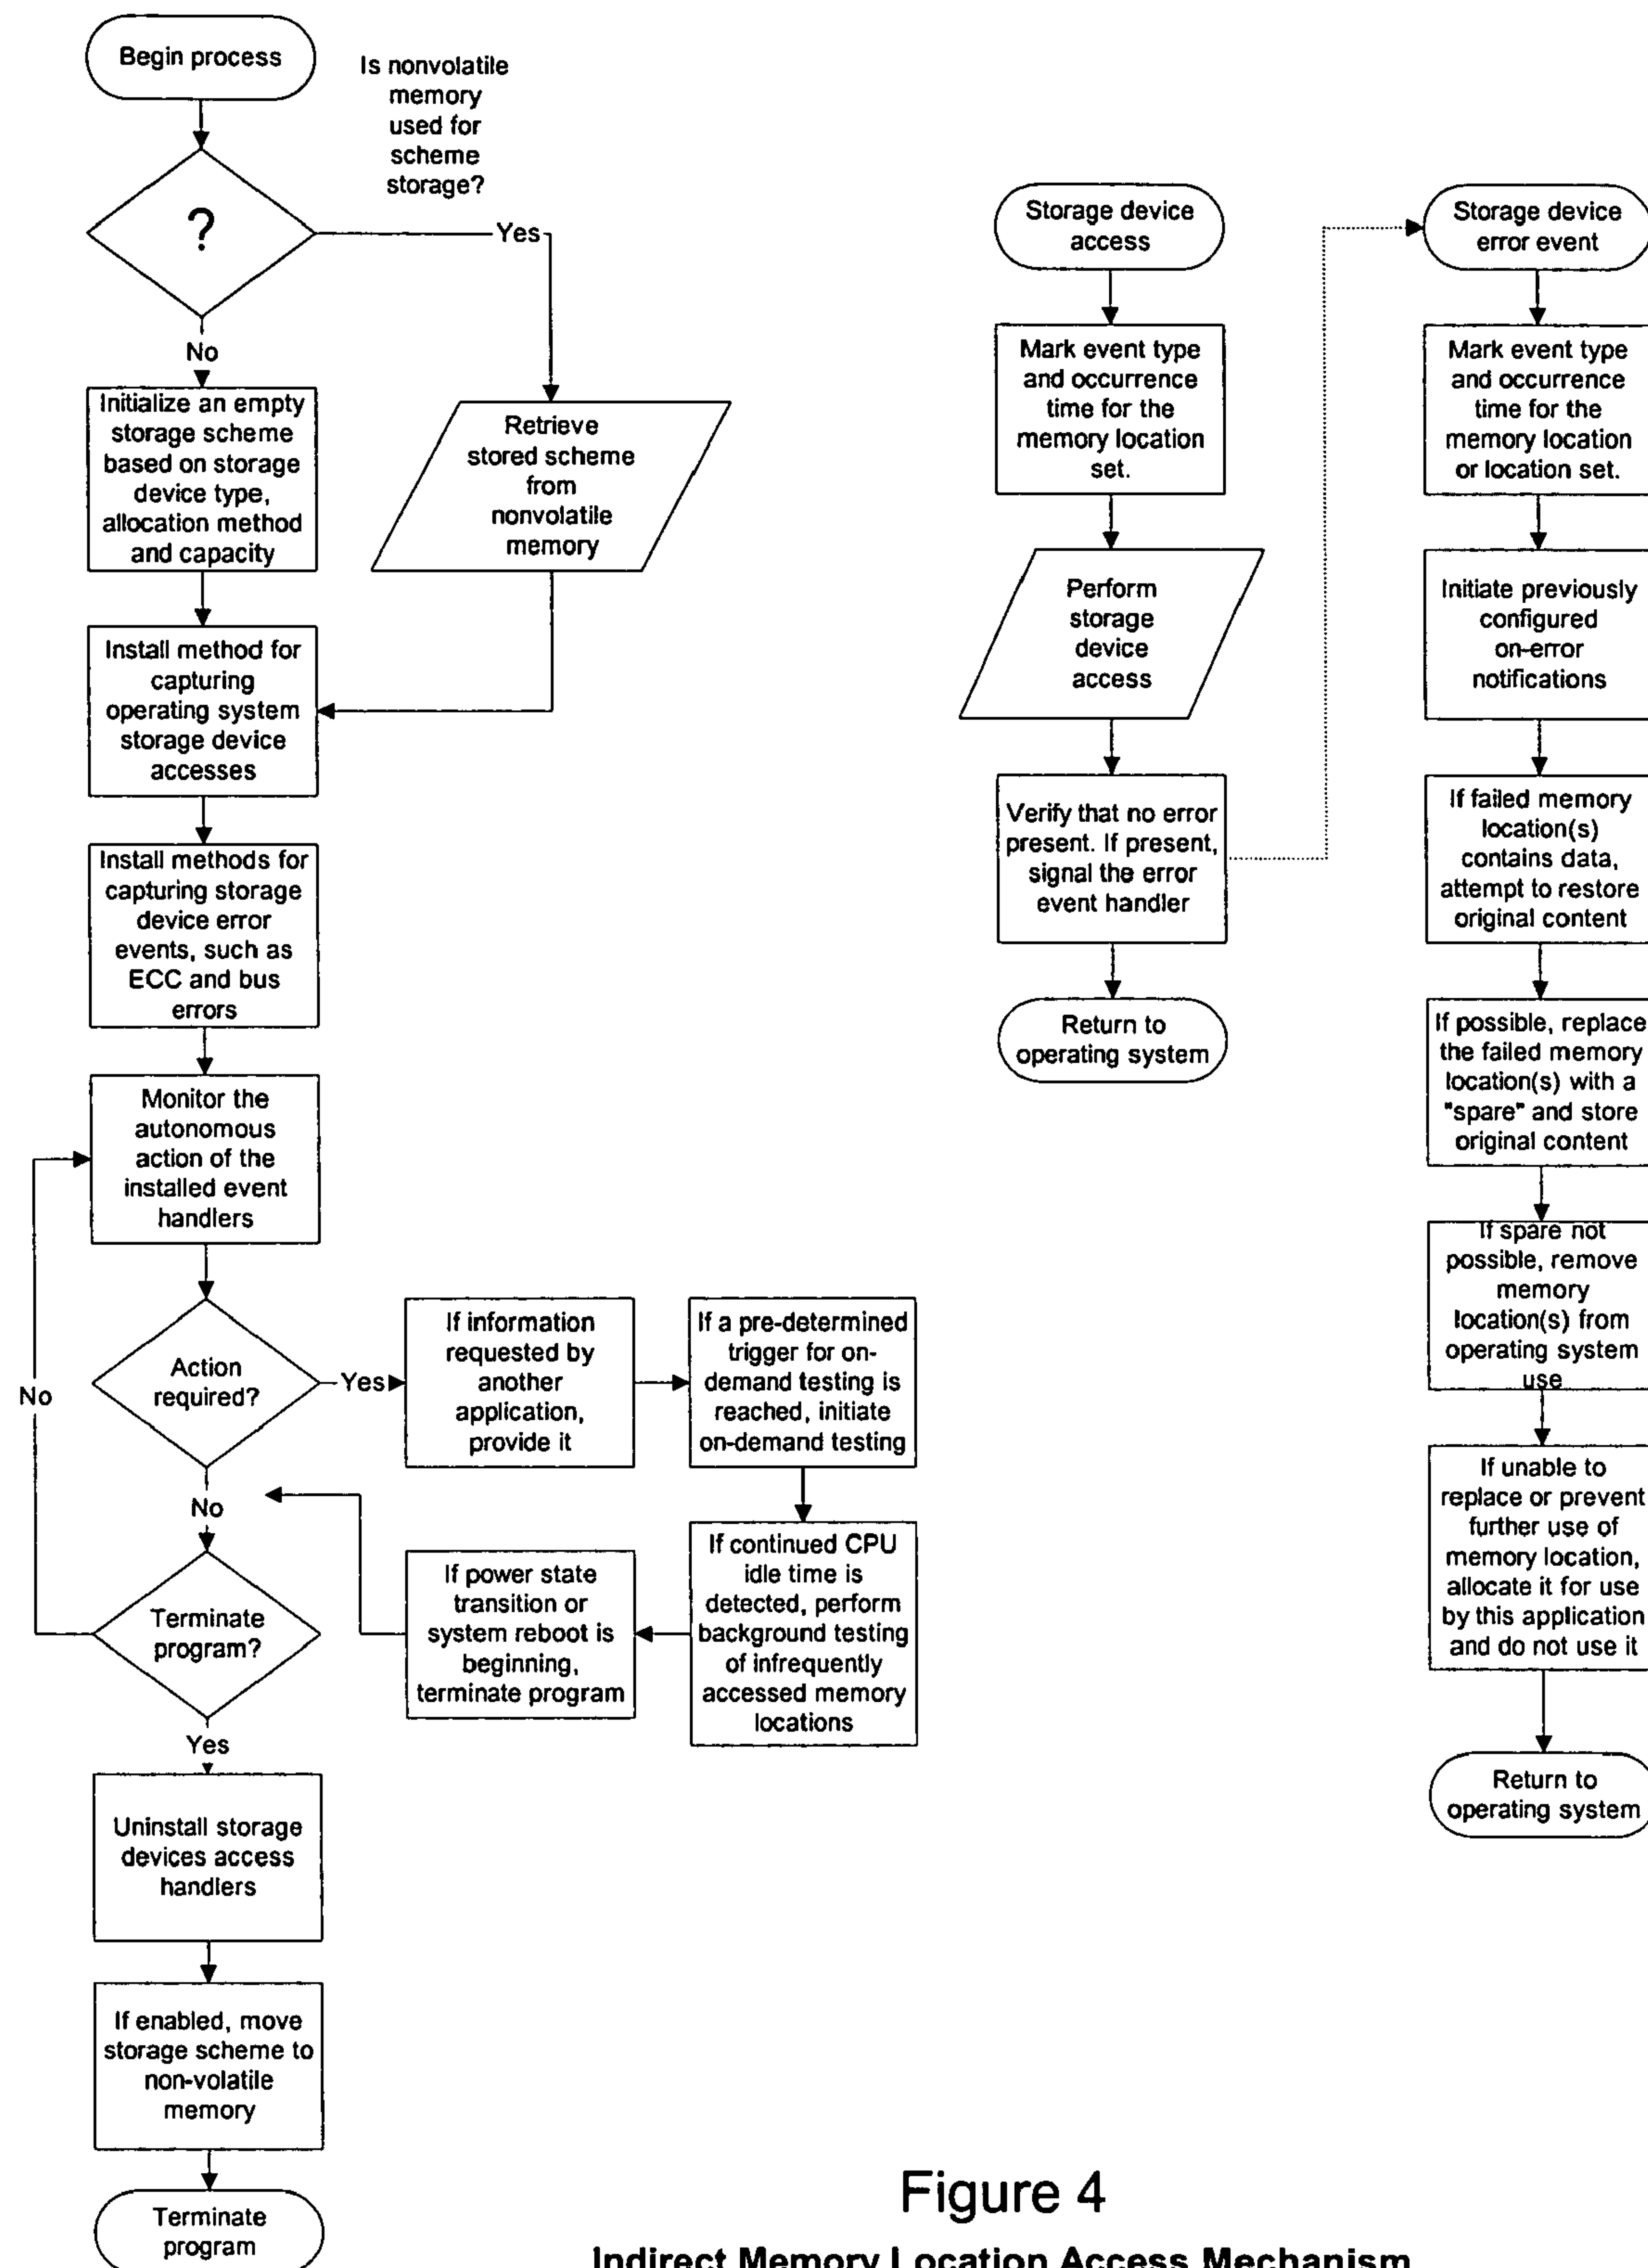 Begin process
Is nonvolatile
memory
used for
scheme
storage?
?
Yes
No
Initialize an empty
storage scheme
based on storage
device type,
allocation method
and capacity
Retrieve
stored scheme
from
nonvolatile
memory
Install method for
capturing
operating system
storage device
accesses
Install methods for
capturing storage
device error
events, such as
ECC and bus
errors
Monitor the
autonomous
action of the
installed event
handlers
Action
required?
Yes
No
No
If information
requested by
another
application,
provide it
If a pre-determined
trigger for on-
demand testing is
reached, initiate
on-demand testing
If continued CPU
idle time is
detected, perform
background testing
of infrequently
accessed memory
locations
If power state
transition or
system reboot is
beginning,
terminate program
Terminate
program?
Yes
Uninstall storage
devices access
handlers
If enabled, move
storage scheme to
non-volatile
memory
Terminate
program
Storage device
access
Mark event type
and occurrence
time for the
memory location
set.
Perform
storage
device
access
Verify that no error
present. If present,
signal the error
event handler
Return to
operating system
Storage device
error event
Mark event type
and occurrence
time for the
memory location
or location set.
Initiate previously
configured
on-error
notifications
If failed memory
location(s)
contains data,
attempt to restore
original content
If possible, replace
the failed memory
location(s) with a
"spare" and store
original content
If spare not
possible, remove
memory
location(s) from
operating system
use
If unable to
replace or prevent
further use of
memory location,
allocate it for use
by this application
and do not use it
Return to
operating system
Figure 4
Indirect Memory Location Access Mechanism